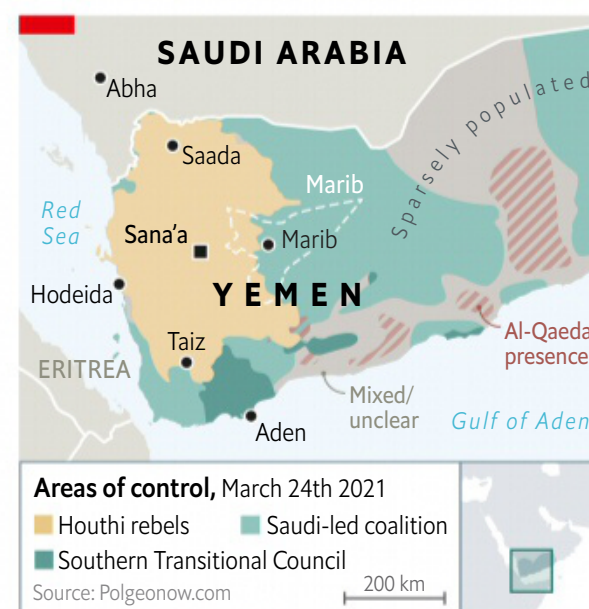 SAUDI ARABIA
Abha
Sparsely populated
Saada
Marib
Red
Sea
Sana'a
Marib
Hodeida
YEMEN
Taiz
Al-Qaeda
presence
ERITREA
Mixed/
unclear
Gulf of Aden
Aden
Areas of control, March 24th 2021
Houthi rebels
Saudi-led coalition
Southern Transitional Council
Source: Polgeonow.com
200 km